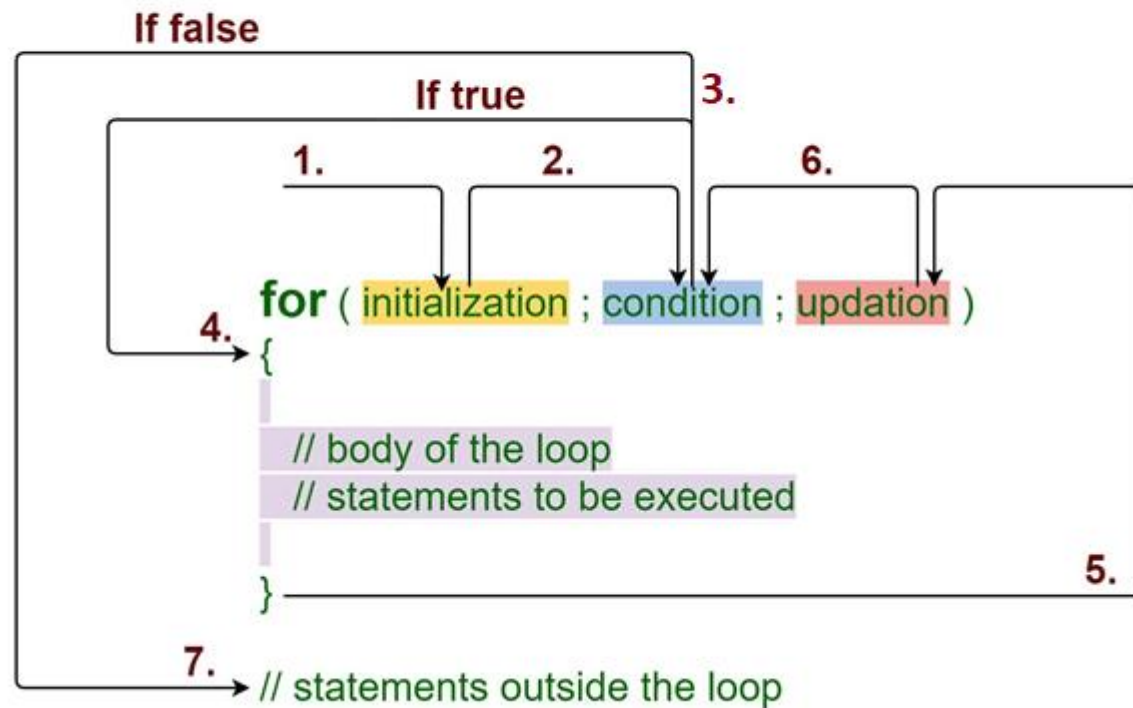 If false
If true
3.
1.
2.
6.
for ( initialization ; condition ; updation )
4.
{
// body of the loop
// statements to be executed
}
5.
7.
// statements outside the loop